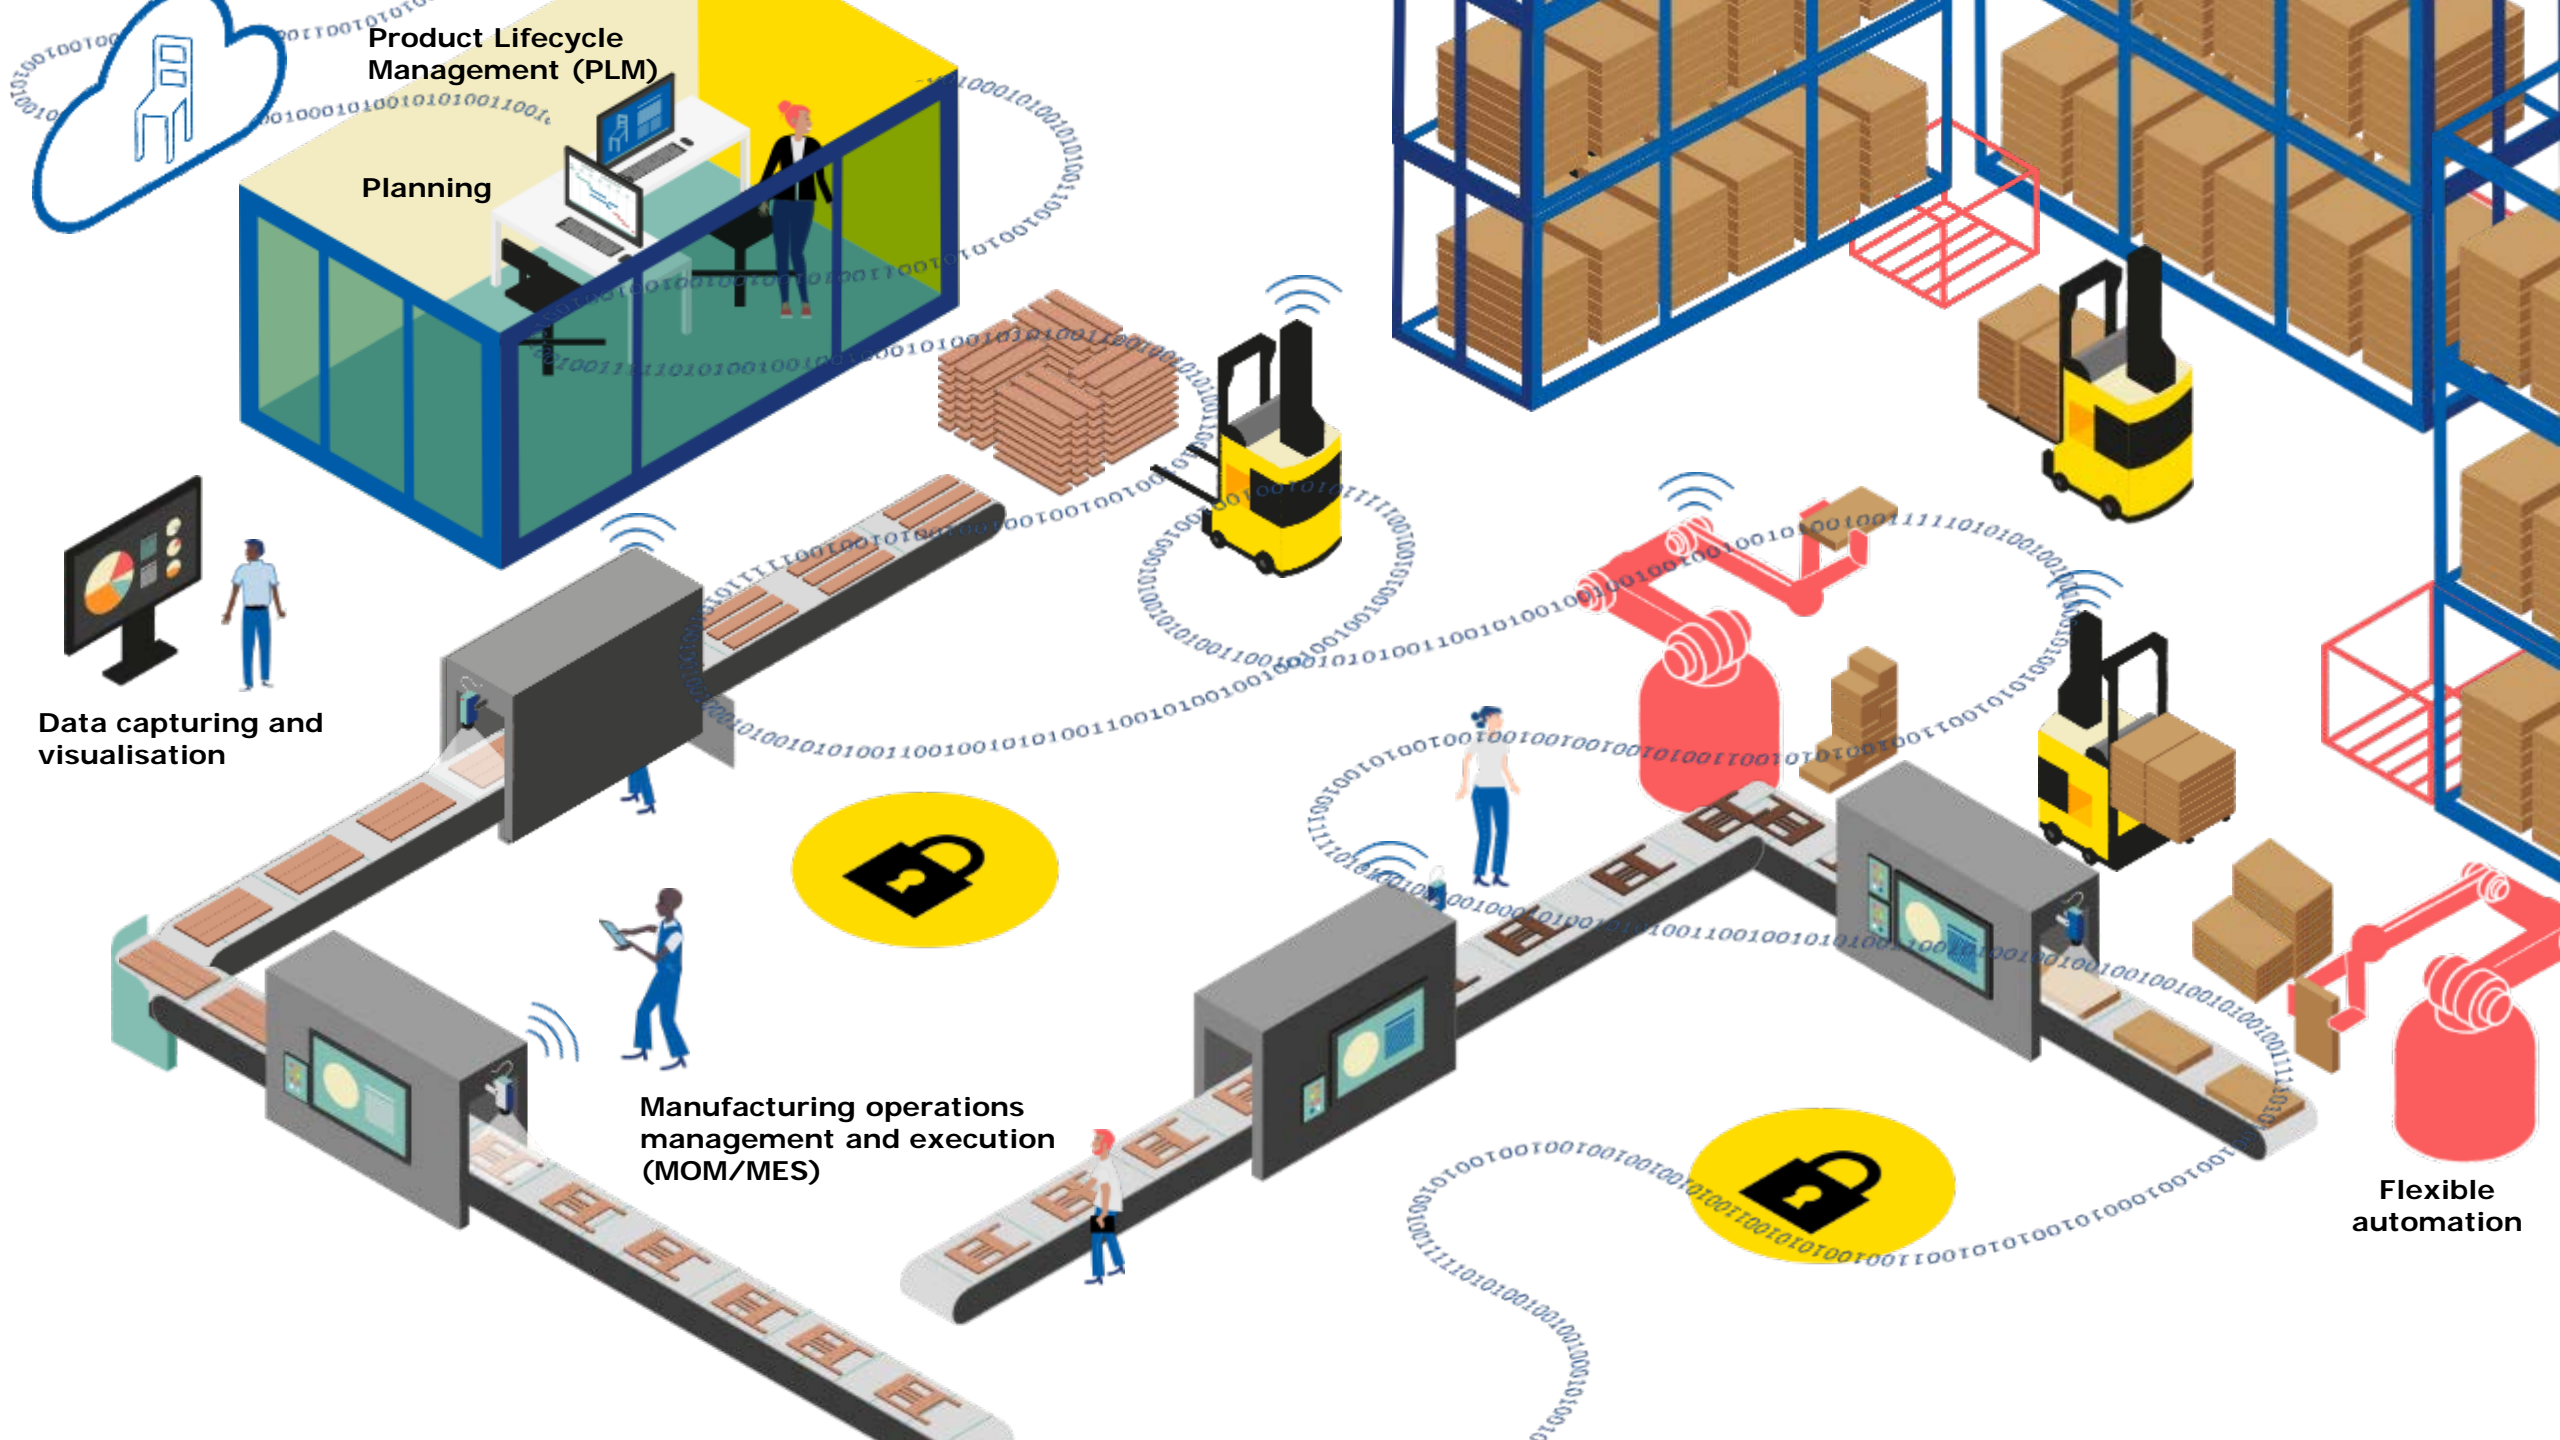 Product Lifecycle
Management (PLM)
Planning
Data capturing and
visualisation
Manufacturing operations
management and execution
(MOM/MES)
Flexible
automation